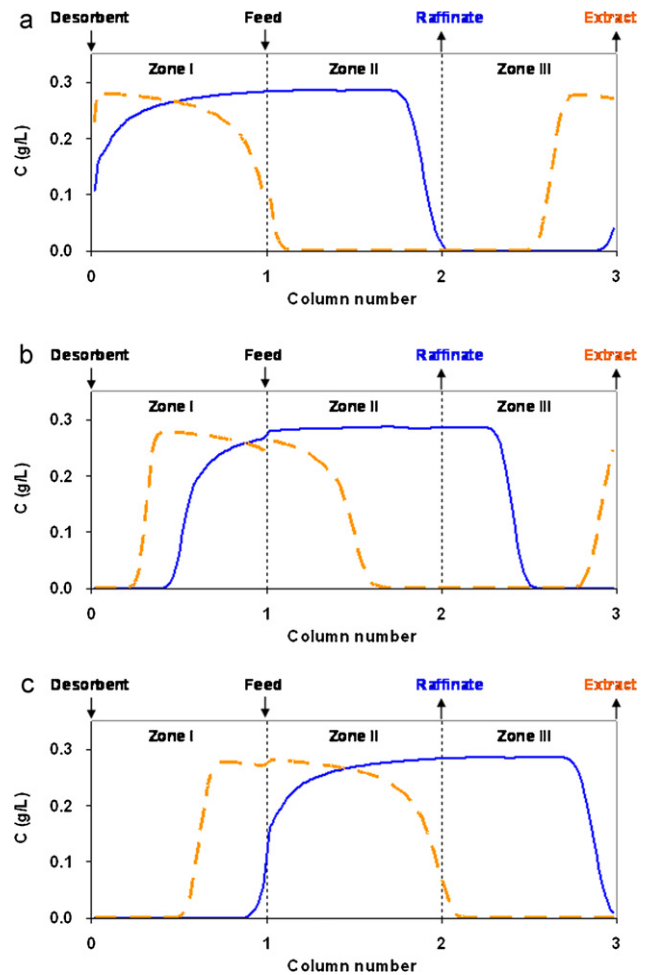 a
Desorbent Feed Raffinate Extract
Zone I Zone II Zone III
C (g/L)
0.3
0.2
0.1
0.0
0 1 2 3
Column number
b
Desorbent Feed Raffinate Extract
Zone I Zone II Zone III
C (g/L)
0.3
0.2
0.1
0.0
0 1 2 3
Column number
c
Desorbent Feed Raffinate Extract
Zone I Zone II Zone III
C (g/L)
0.3
0.2
0.1
0.0
0 1 2 3
Column number